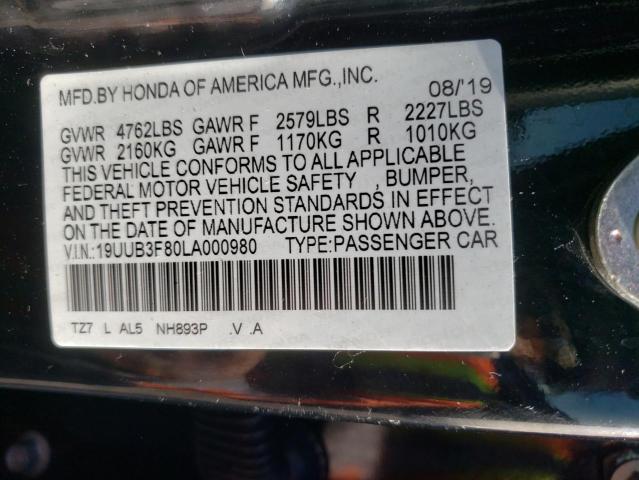 MFD.BY HONDA OF AMERICA MFG.,INC. 08/'19
GVWR 4762LBS GAWR F 2579LBS R 2227LBS
GVWR 2160KG GAWR F 1170KG R 1010KG
THIS VEHICLE CONFORMS TO ALL APPLICABLE
FEDERAL MOTOR VEHICLE SAFETY , BUMPER,
AND THEFT PREVENTION STANDARDS IN EFFECT
ON THE DATE OF MANUFACTURE SHOWN ABOVE.
V.I.N.:19UUB3F80LA000980 TYPE:PASSENGER CAR
TZ7 L AL5 NH893P .V .A